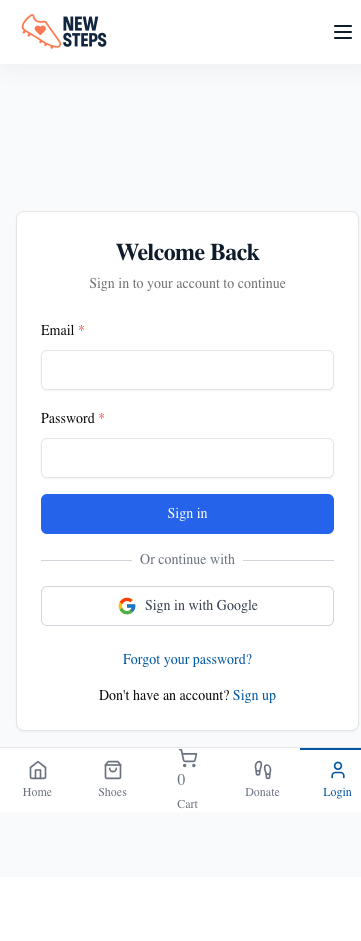 NEW
STEPS
Welcome Back
Sign in to your account to continue
Email *
Password *
Sign in
Or continue with
Sign in with Google
Forgot your password?
Don't have an account? Sign up
0
Home Shoes Cart Donate Login